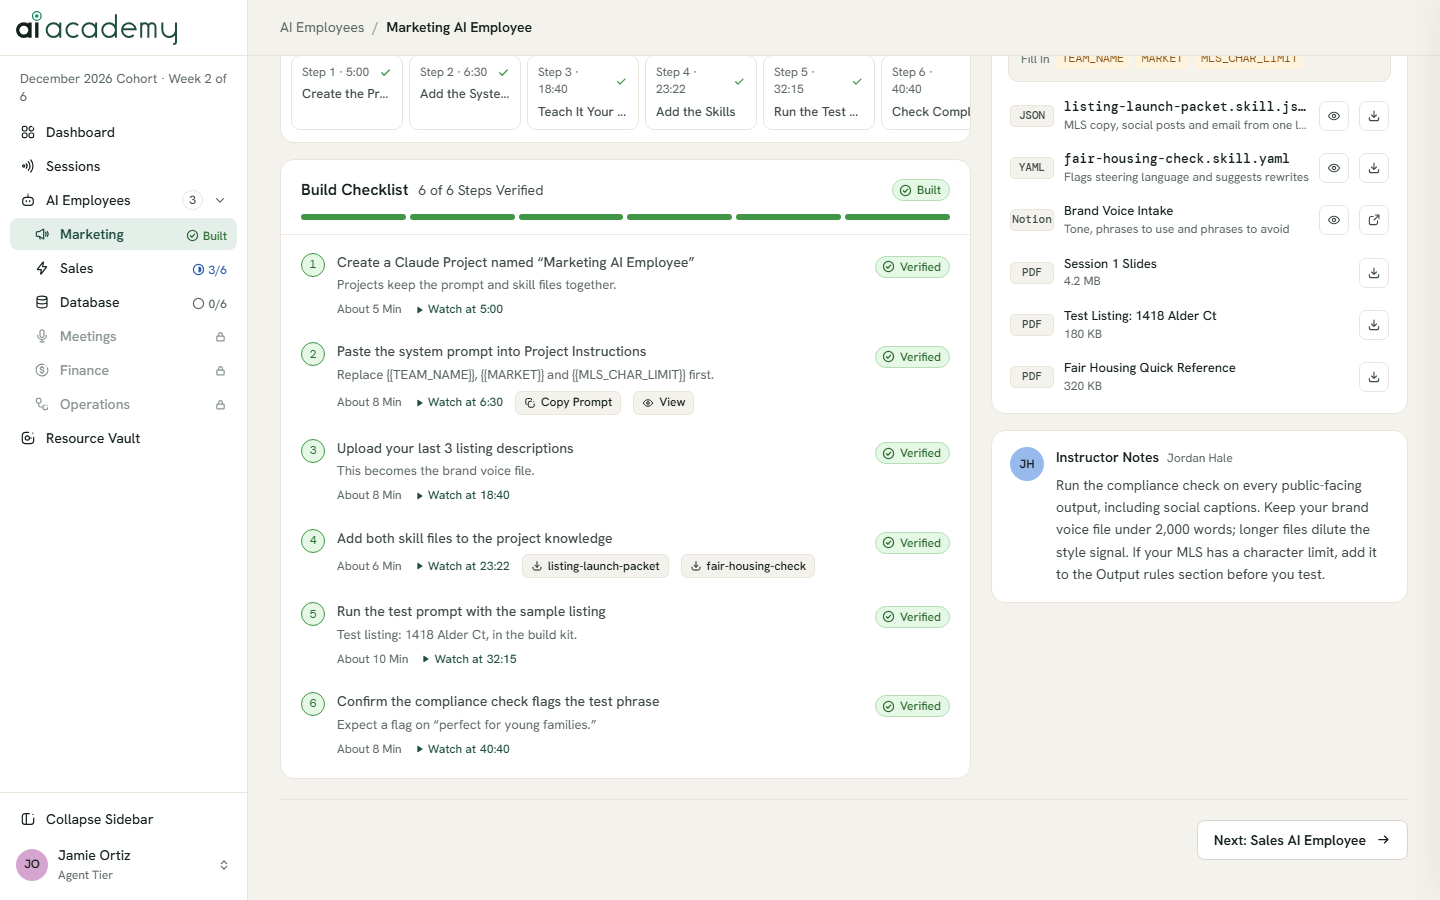 ai academy
December 2026 Cohort · Week 2 of
6
Dashboard
Sessions
AI Employees 3
Marketing Built
Sales 3/6
Database 0/6
Meetings
Finance
Operations
Resource Vault
Collapse Sidebar
JO
Jamie Ortiz
Agent Tier
AI Employees / Marketing AI Employee
Step 1 · 5:00
Create the Pr...
Step 2 · 6:30
Add the Syste...
Step 3 ·
18:40
Teach It Your ...
Step 4 ·
23:22
Add the Skills
Step 5 ·
32:15
Run the Test ...
Step 6 ·
40:40
Check Compl
Build Checklist 6 of 6 Steps Verified Built
1 Create a Claude Project named “Marketing AI Employee” Verified
Projects keep the prompt and skill files together.
About 5 Min Watch at 5:00
2 Paste the system prompt into Project Instructions Verified
Replace {{TEAM_NAME}}, {{MARKET}} and {{MLS_CHAR_LIMIT}} first.
About 8 Min Watch at 6:30 Copy Prompt View
3 Upload your last 3 listing descriptions Verified
This becomes the brand voice file.
About 8 Min Watch at 18:40
4 Add both skill files to the project knowledge Verified
About 6 Min Watch at 23:22 listing-launch-packet fair-housing-check
5 Run the test prompt with the sample listing Verified
Test listing: 1418 Alder Ct, in the build kit.
About 10 Min Watch at 32:15
6 Confirm the compliance check flags the test phrase Verified
Expect a flag on “perfect for young families.”
About 8 Min Watch at 40:40
Fill in TEAM_NAME MARKET MLS_CHAR_LIMIT
JSON listing-launch-packet.skill.js...
MLS copy, social posts and email from one l...
YAML fair-housing-check.skill.yaml
Flags steering language and suggests rewrites
Notion Brand Voice Intake
Tone, phrases to use and phrases to avoid
PDF Session 1 Slides
4.2 MB
PDF Test Listing: 1418 Alder Ct
180 KB
PDF Fair Housing Quick Reference
320 KB
JH Instructor Notes Jordan Hale
Run the compliance check on every public-facing
output, including social captions. Keep your brand
voice file under 2,000 words; longer files dilute the
style signal. If your MLS has a character limit, add it
to the Output rules section before you test.
Next: Sales AI Employee